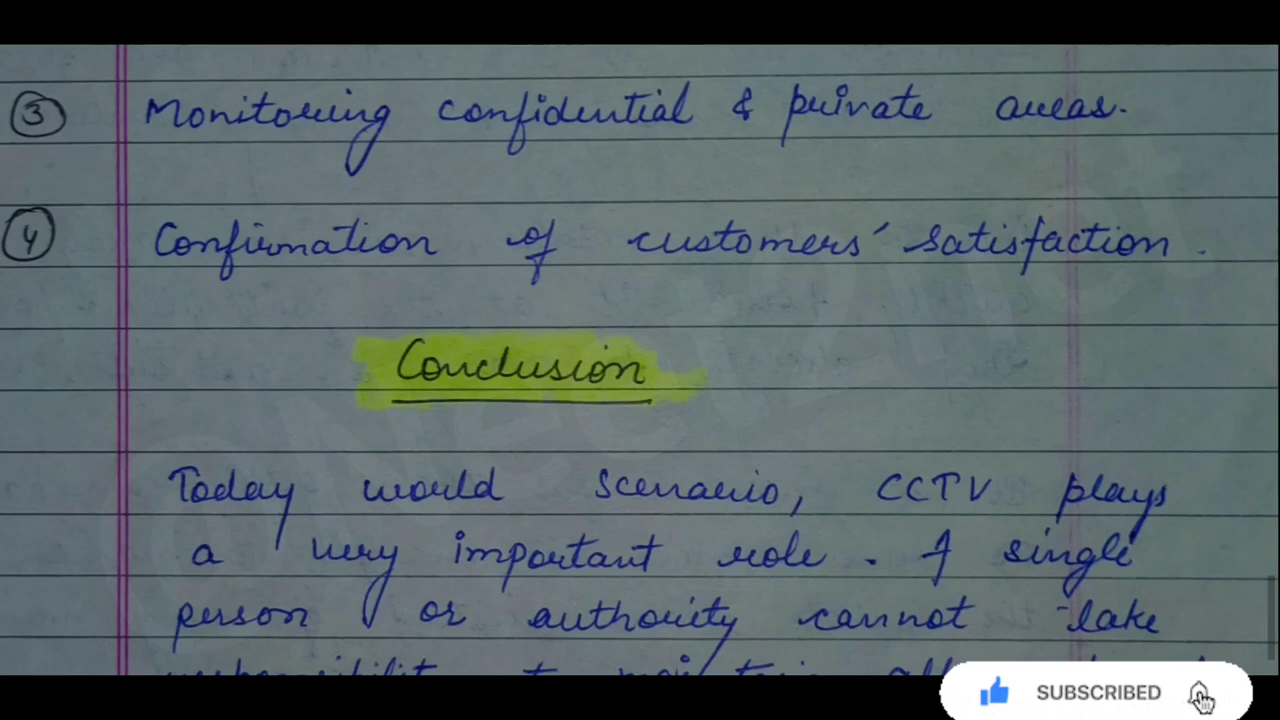 ③ Monitoring confidential & private areas.
④ Confirmation of customers' satisfaction.
Conclusion
Today world scenario, CCTV plays
a very important role. A single
person or authority cannot take
SUBSCRIBED